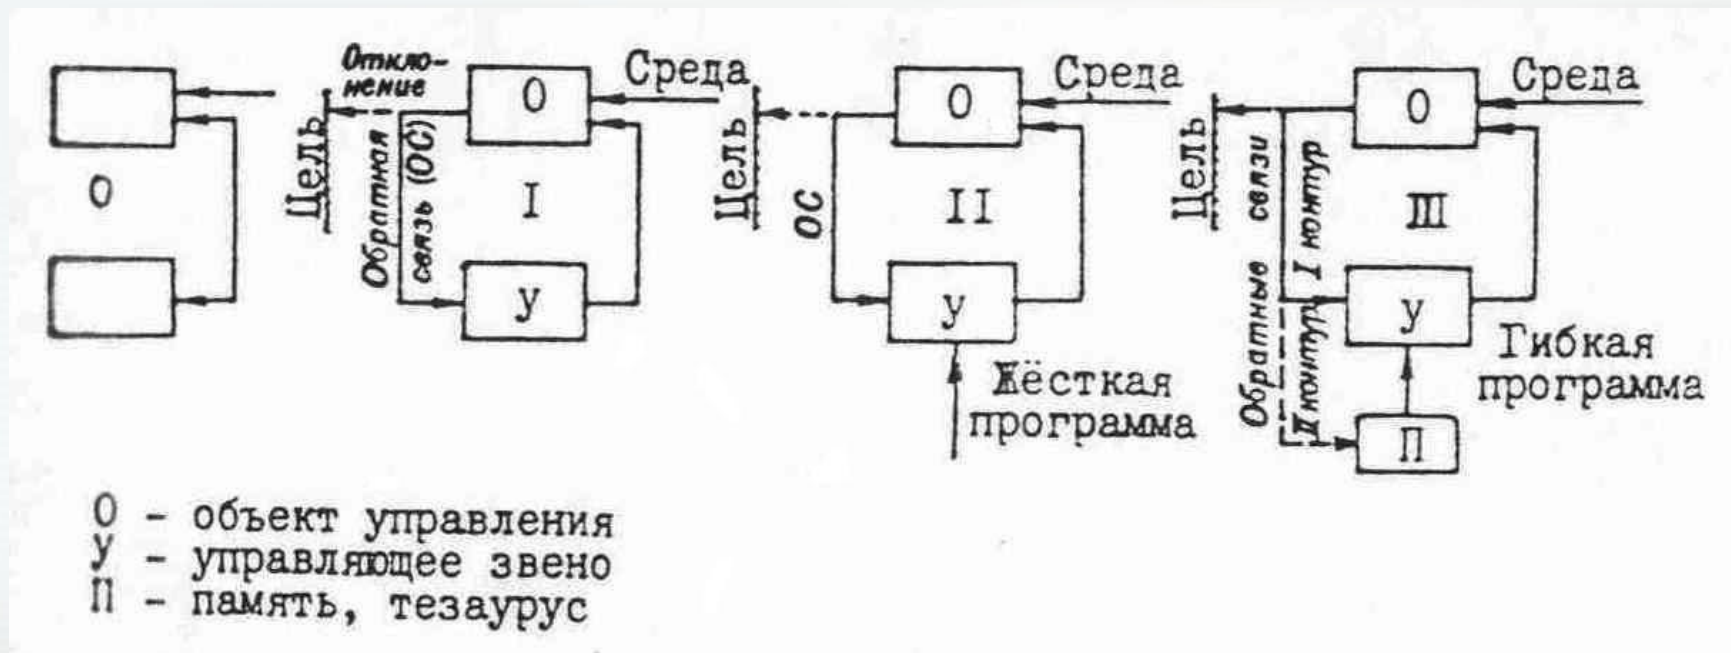 О
Откло-
нение
Цель
Обратная
связь (ОС)
О
Среда
I
У
Цель
ОС
О
Среда
II
У
Жёсткая
программа
Цель
Обратные связи
I контур
II контур
О
Среда
III
У
Гибкая
программа
П
О - объект управления
У - управляющее звено
П - память, тезаурус